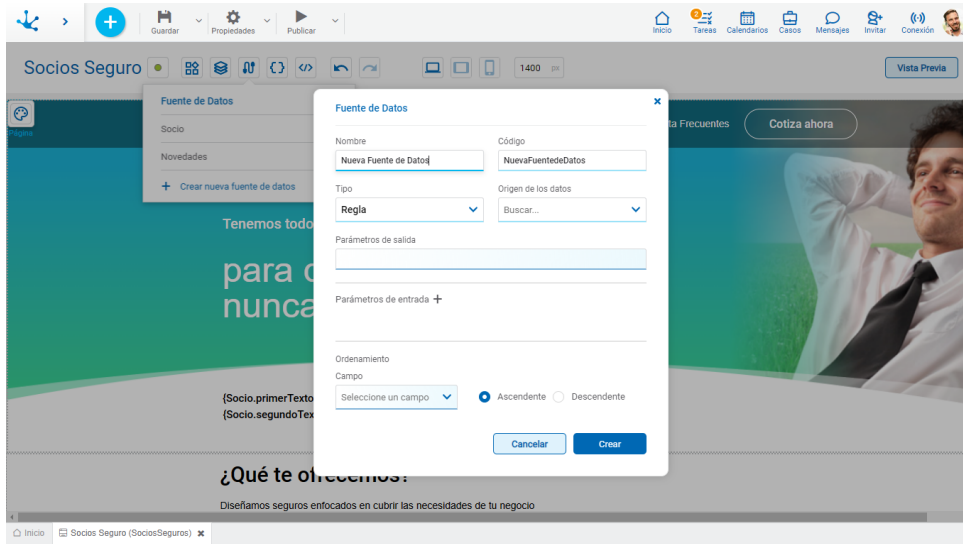 Guardar
Propiedades
Publicar
Inicio
2
Tareas
Calendarios
Casos
Mensajes
Invitar
Conexión
Socios Seguro
1400 px
Vista Previa
Página
Fuente de Datos
Socio
Novedades
+ Crear nueva fuente de datos
Frecuentes
Cotiza ahora
Tenemos todo
para
nunca
{Socio.primerTexto
{Socio.segundoTex
Fuente de Datos
Nombre
Código
Nueva Fuente de Datos
NuevaFuentedeDatos
Tipo
Origen de los datos
Regla
Buscar...
Parámetros de salida
Parámetros de entrada +
Ordenamiento
Campo
Seleccione un campo
Ascendente
Descendente
Cancelar
Crear
¿Qué te ofrecemos?
Diseñamos seguros enfocados en cubrir las necesidades de tu negocio
Inicio
Socios Seguro (SociosSeguros)